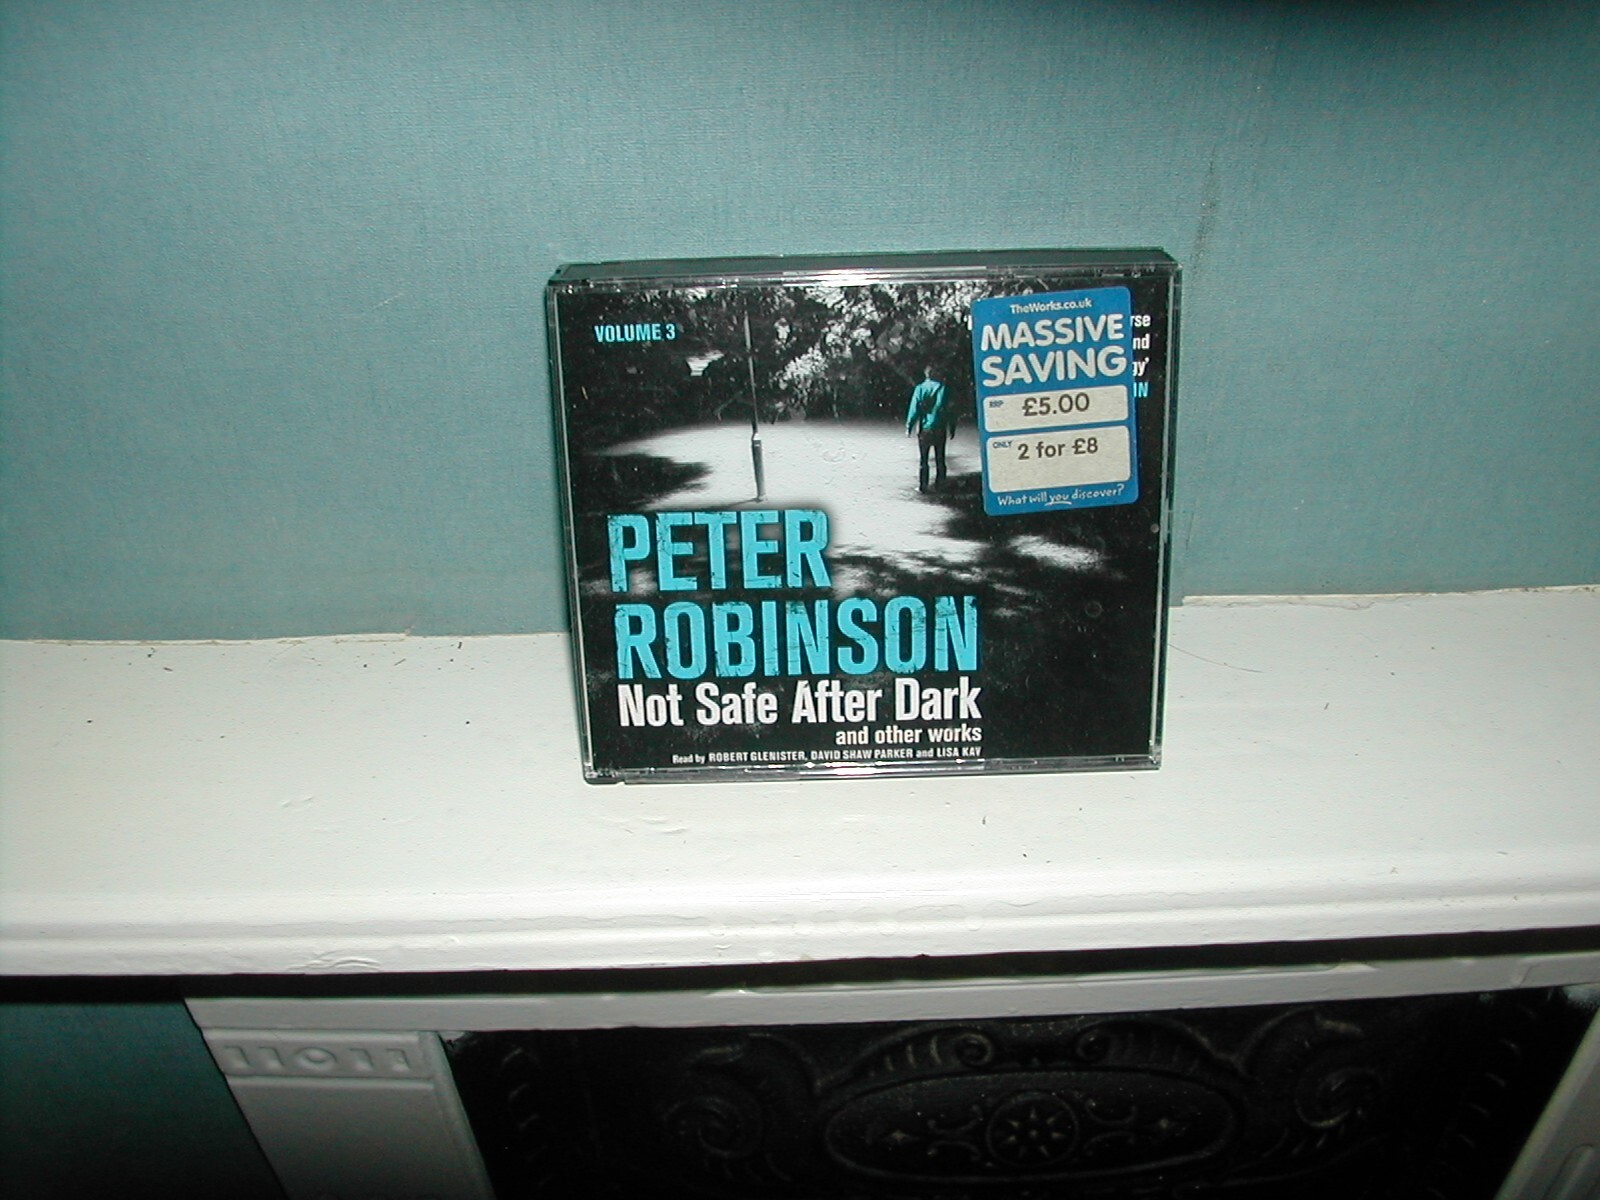 VOLUME 3
TheWorks.co.uk
MASSIVE
SAVING
RRP £5.00
ONLY 2 for £8
What will you discover?
PETER
ROBINSON
Not Safe After Dark
and other works
Read by ROBERT GLENISTER, DAVID SHAW PARKER and LISA KAY